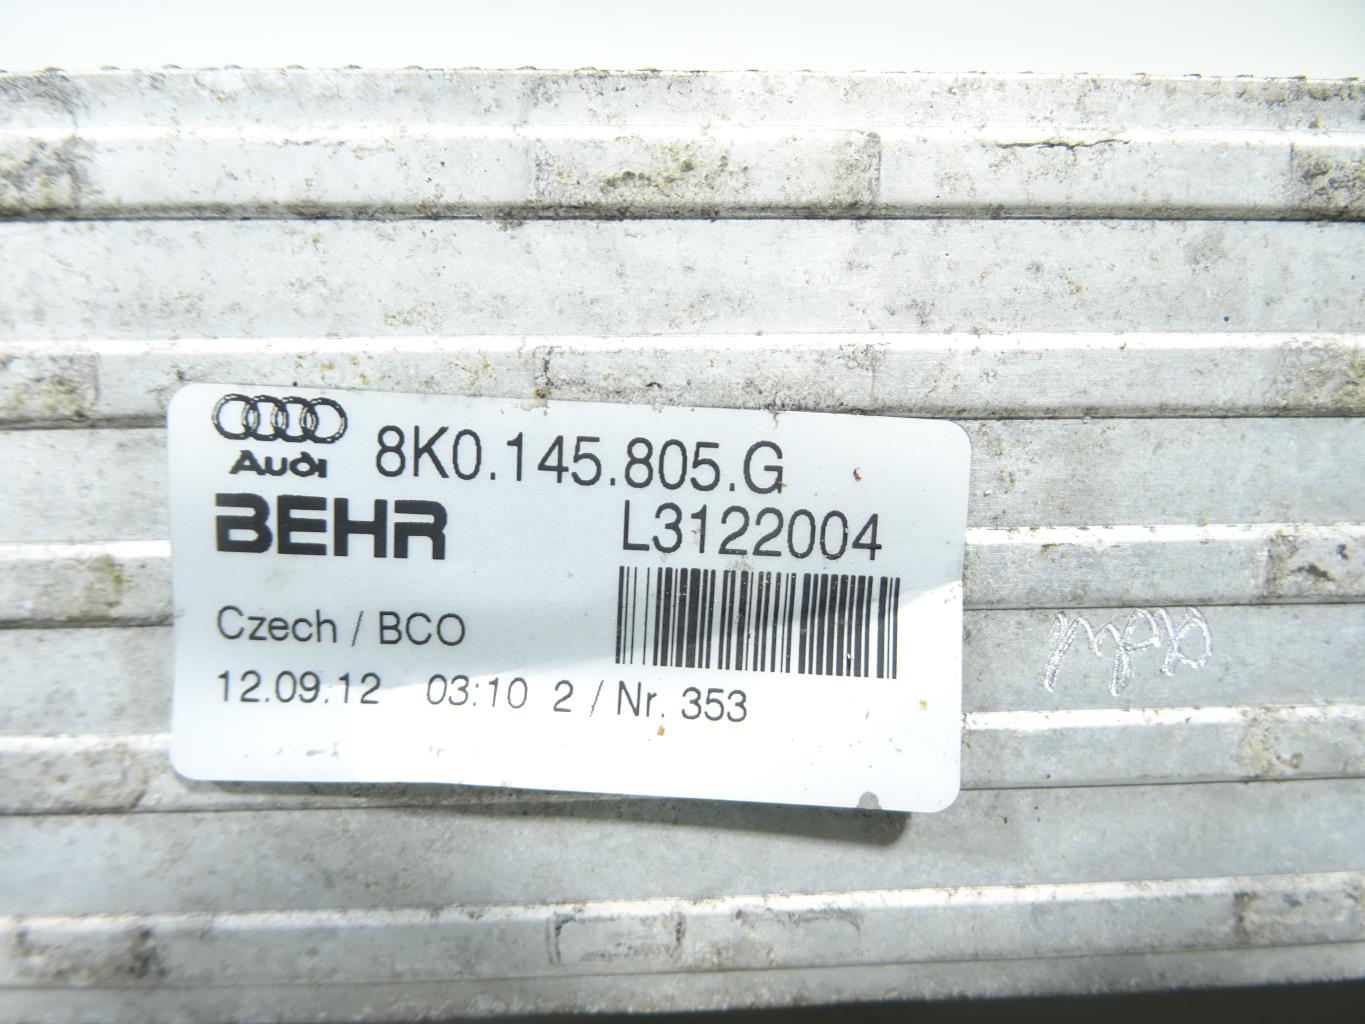 Audi 8K0.145.805.G
BEHR L3122004
Czech / BCO
12.09.12 03:10 2 / Nr. 353